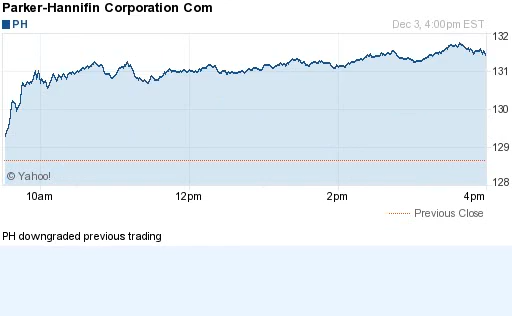 Parker-Hannifin Corporation Com
PH Dec 3, 4:00pm EST
132
131
130
129
128
© Yahoo!
10am 12pm 2pm 4pm
Previous Close
PH downgraded previous trading